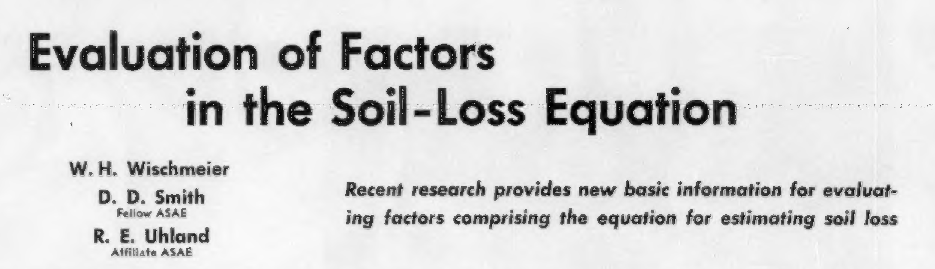 Evaluation of Factors
in the Soil-Loss Equation
W. H. Wischmeier
D. D. Smith
Fellow ASAE
R. E. Uhland
Affiliate ASAE
Recent research provides new basic information for evaluat-
ing factors comprising the equation for estimating soil loss